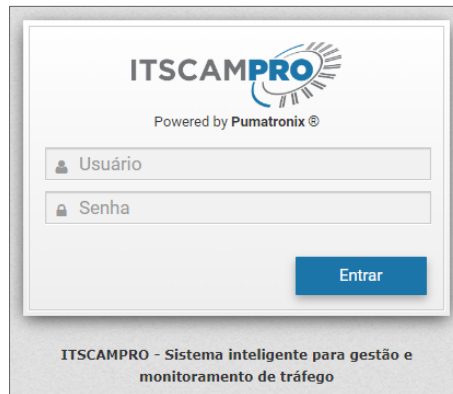 ITSCAMPRO
Powered by Pumatronix ®
Usuário
Senha
Entrar
ITSCAMPRO - Sistema inteligente para gestão e
monitoramento de tráfego